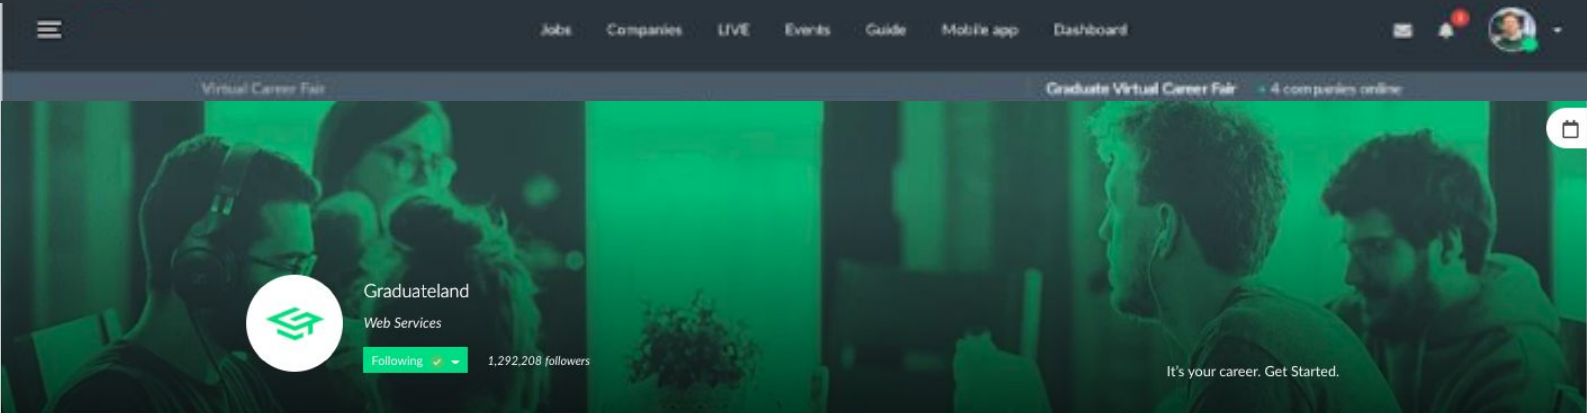 Jobs Companies LIVE Events Guide Mobile app Dashboard
Virtual Career Fair Graduate Virtual Career Fair 4 companies online
Graduateland
Web Services
Following 1,292,208 followers
It's your career. Get Started.